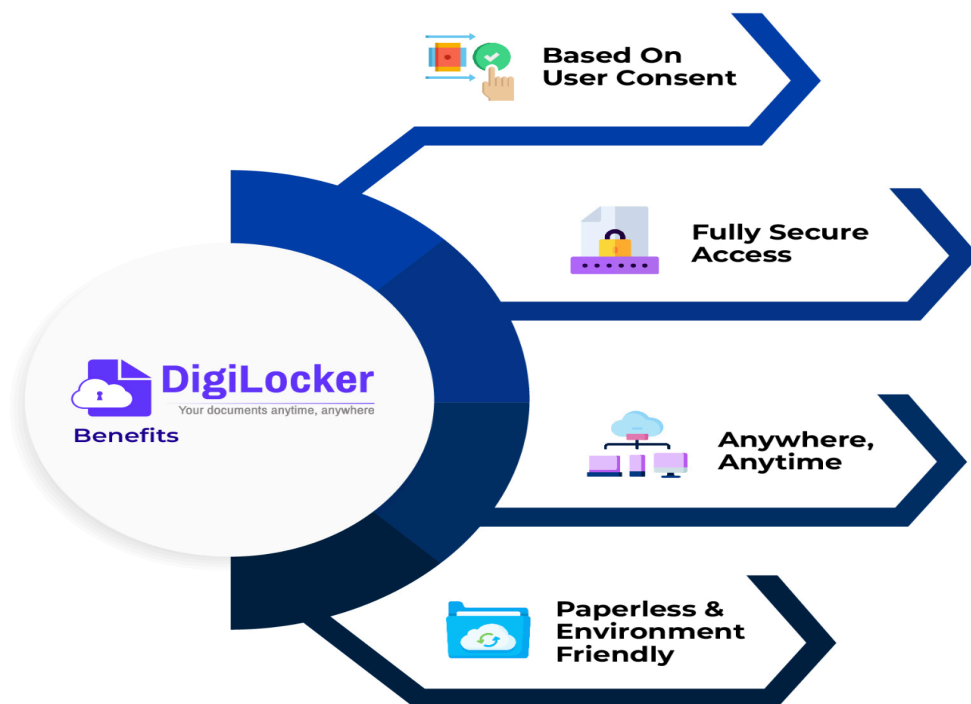 Based On
User Consent
Fully Secure
Access
DigiLocker
Your documents anytime, anywhere
Benefits
Anywhere,
Anytime
Paperless &
Environment
Friendly